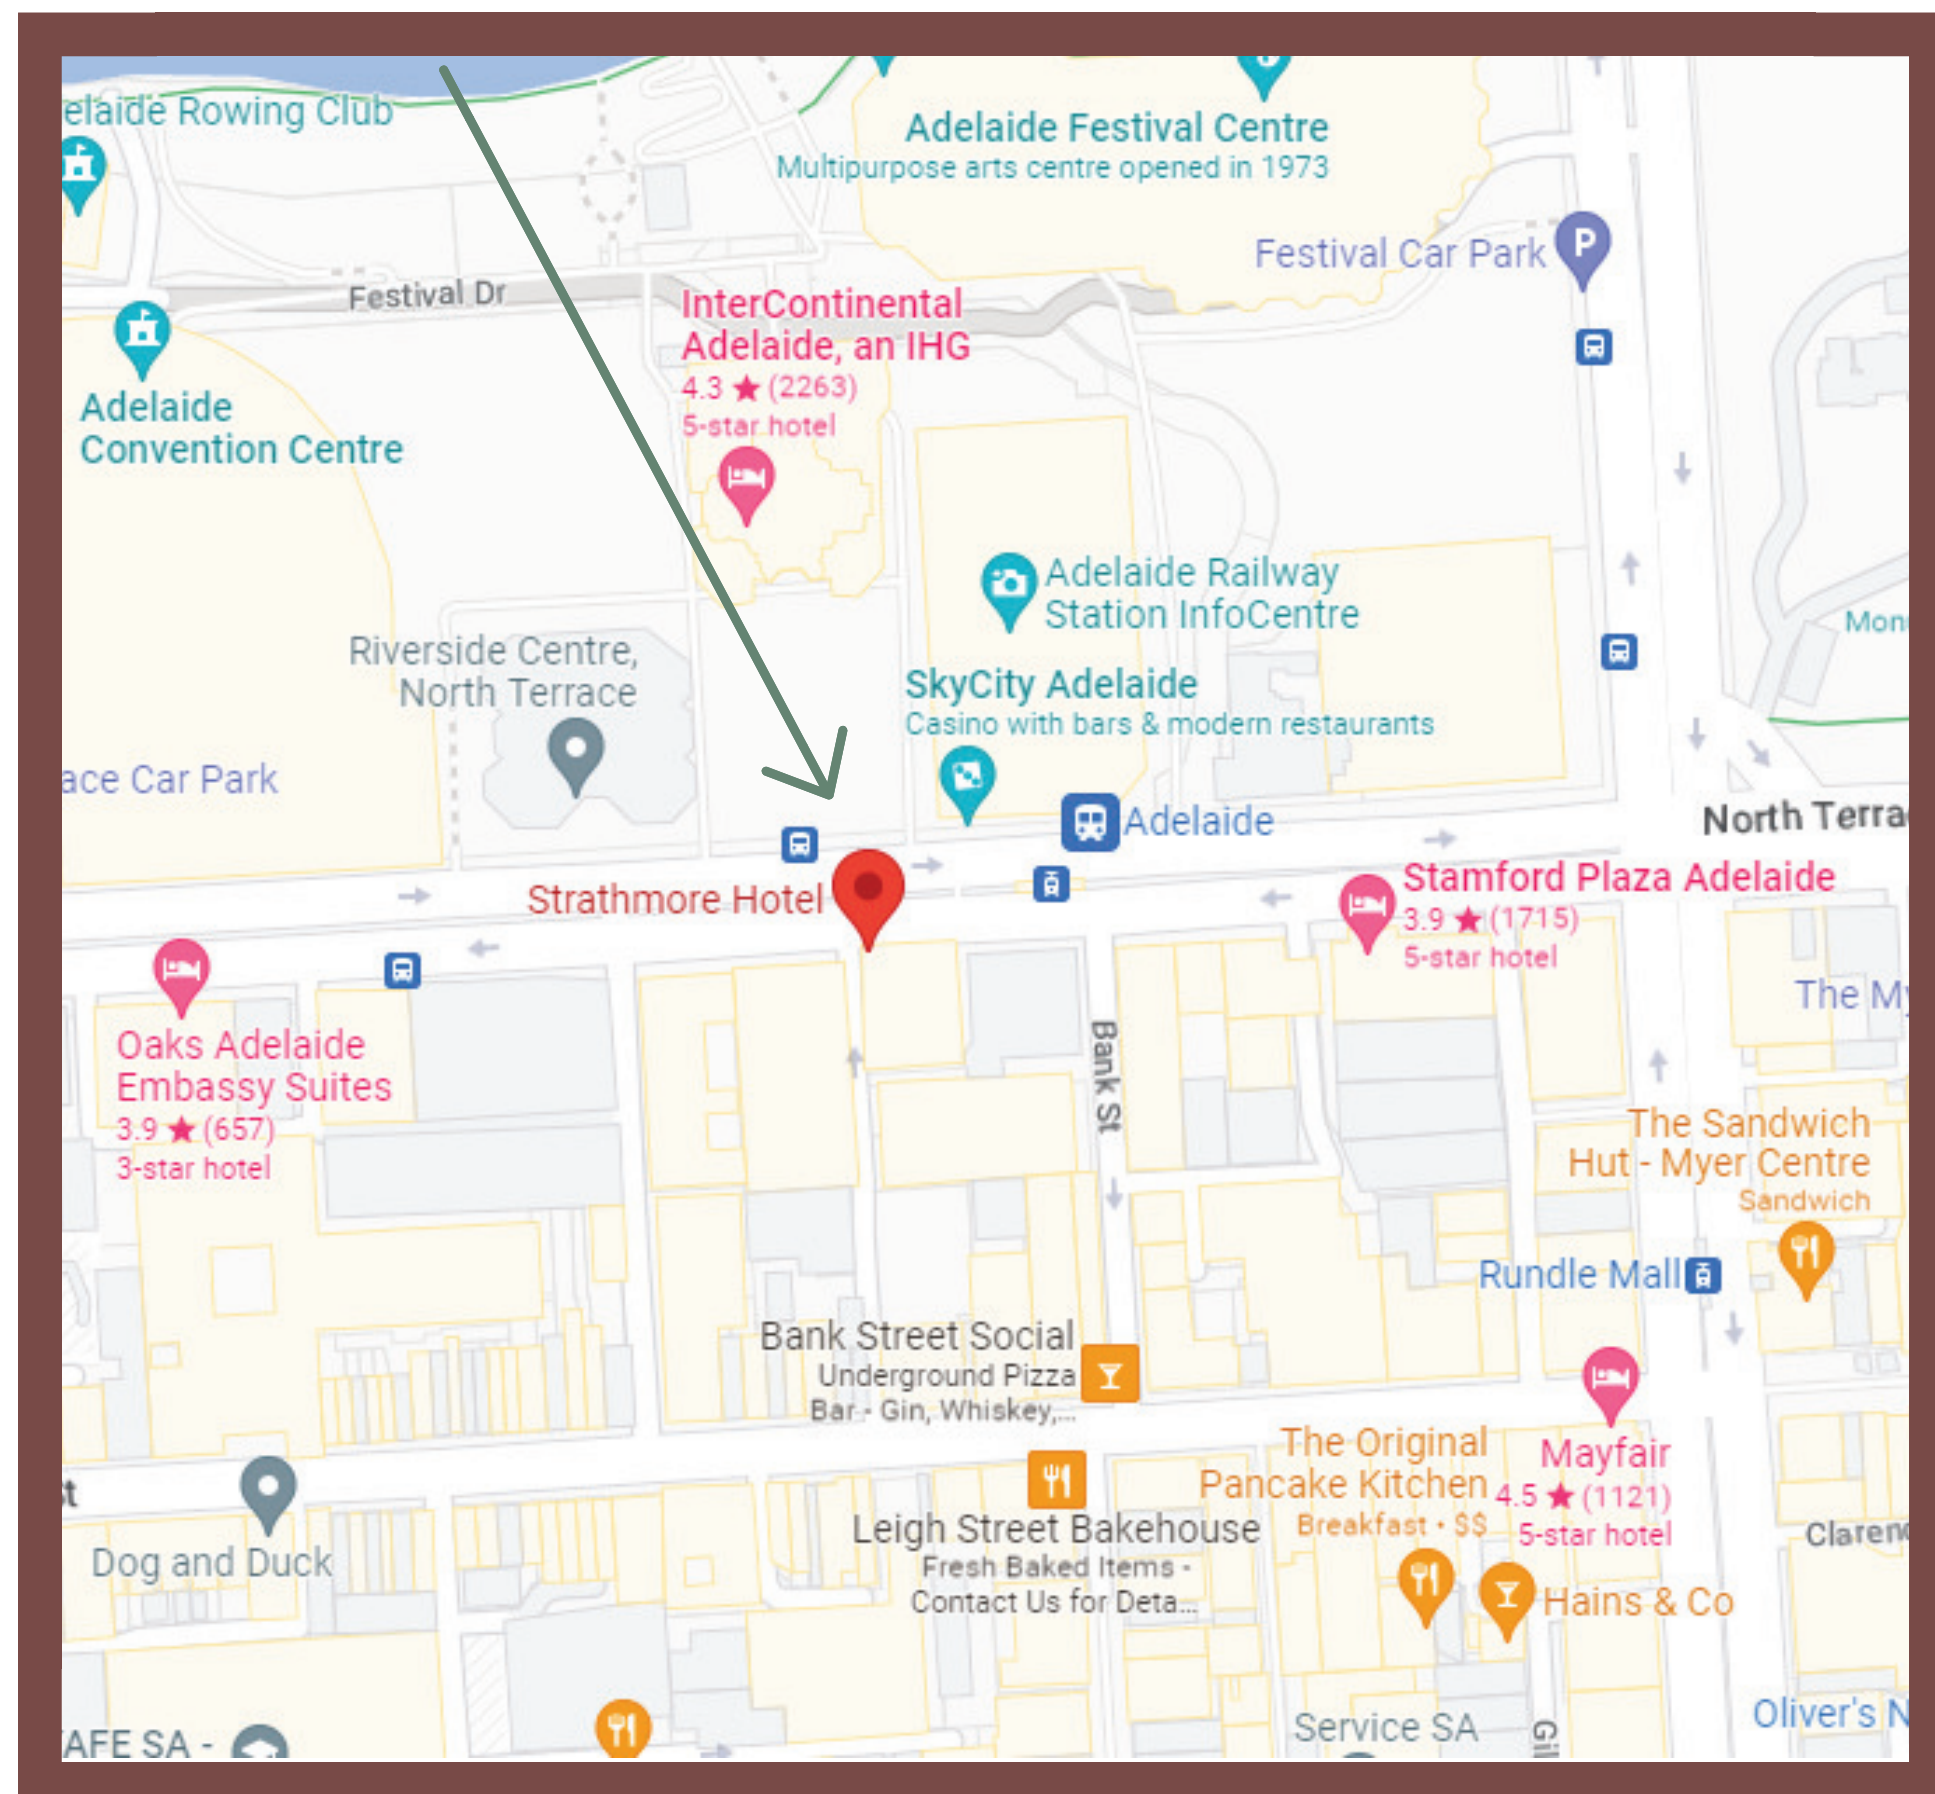 elaide Rowing Club
Adelaide Festival Centre
Multipurpose arts centre opened in 1973
Festival Car Park
P
Festival Dr
InterContinental
Adelaide, an IHG
4.3 ★ (2263)
5-star hotel
Adelaide
Convention Centre
Adelaide Railway
Station InfoCentre
Riverside Centre,
North Terrace
SkyCity Adelaide
Casino with bars & modern restaurants
ace Car Park
Adelaide
North Terra
Strathmore Hotel
Stamford Plaza Adelaide
3.9 ★ (1715)
5-star hotel
The My
Oaks Adelaide
Embassy Suites
3.9 ★ (657)
3-star hotel
Bank St
The Sandwich
Hut - Myer Centre
Sandwich
Rundle Mall
Bank Street Social
Underground Pizza
Bar - Gin, Whiskey,...
The Original
Pancake Kitchen
Breakfast • $$
Mayfair
4.5 ★ (1121)
5-star hotel
st
Dog and Duck
Leigh Street Bakehouse
Fresh Baked Items -
Contact Us for Deta...
Claren
Hains & Co
Oliver's N
Service SA
Gil
AFE SA -